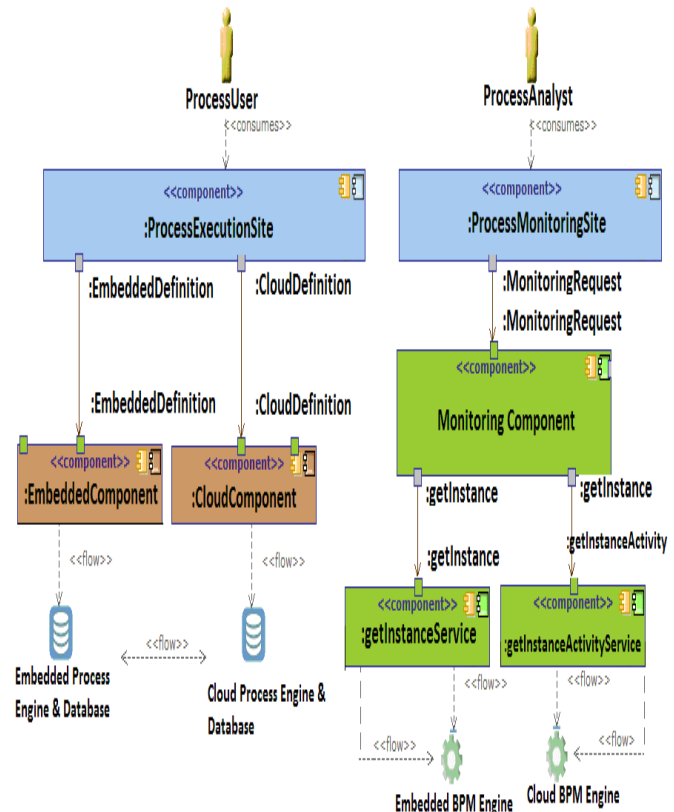 ProcessUser
ProcessAnalyst
<<consumes>>
<<consumes>>
<<component>>
:ProcessExecutionSite
<<component>>
:ProcessMonitoringSite
:EmbeddedDefinition
:CloudDefinition
:MonitoringRequest
:MonitoringRequest
<<component>>
Monitoring Component
:EmbeddedDefinition
:CloudDefinition
<<component>>
:EmbeddedComponent
<<component>>
:CloudComponent
:getInstance
:getInstance
:getInstance
:getInstanceActivity
<<flow>>
<<flow>>
<<component>>
:getInstanceService
<<component>>
:getInstanceActivityService
<<flow>>
Embedded Process
Engine & Database
Cloud Process Engine &
Database
<<flow>>
<<flow>>
<<flow>>
<<flow>
Embedded BPM Engine
Cloud BPM Engine